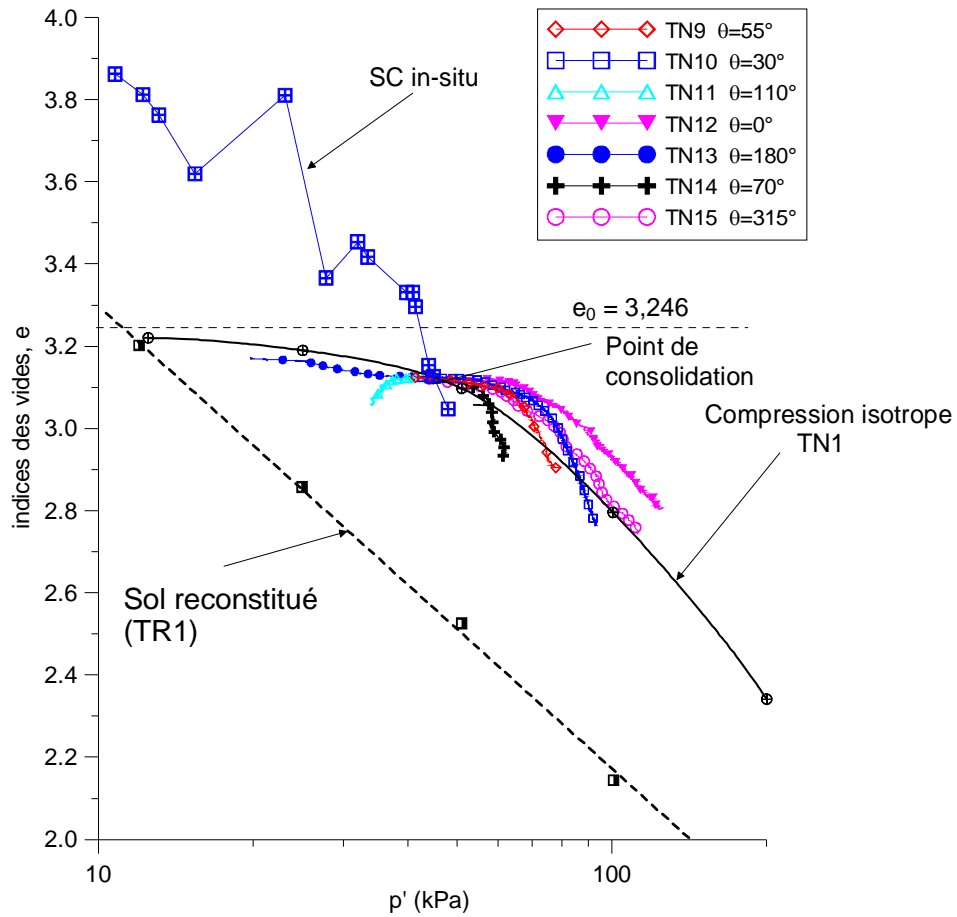 4.0
3.8
3.6
3.4
3.2
3.0
2.8
2.6
2.4
2.2
2.0
indices des vides, e
10
100
p' (kPa)
TN9 θ=55°
TN10 θ=30°
TN11 θ=110°
TN12 θ=0°
TN13 θ=180°
TN14 θ=70°
TN15 θ=315°
SC in-situ
e0 = 3,246
Point de
consolidation
Compression isotrope
TN1
Sol reconstitué
(TR1)